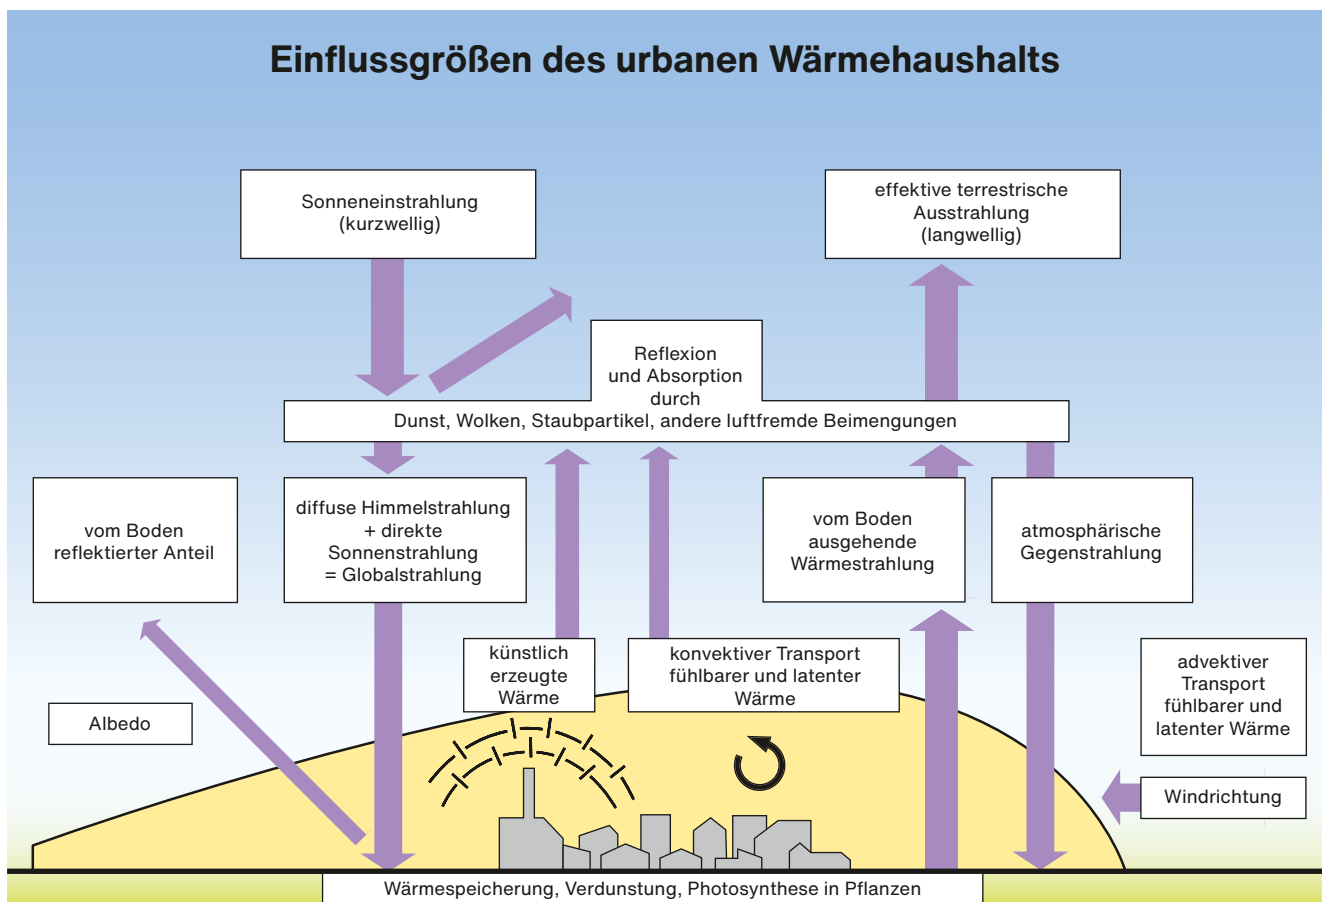 Einflussgrößen des urbanen Wärmehaushalts
Sonneneinstrahlung
(kurzwellig)
effektive terrestrische
Ausstrahlung
(langwellig)
Reflexion
und Absorption
durch
Dunst, Wolken, Staubpartikel, andere luftfremde Beimengungen
vom Boden
reflektierter Anteil
diffuse Himmelstrahlung
+ direkte
Sonnenstrahlung
= Globalstrahlung
vom Boden
ausgehende
Wärmestrahlung
atmosphärische
Gegenstrahlung
künstlich
erzeugte
Wärme
konvektiver Transport
fühlbarer und latenter
Wärme
advektiver
Transport
fühlbarer und
latenter Wärme
Albedo
Windrichtung
Wärmespeicherung, Verdunstung, Photosynthese in Pflanzen